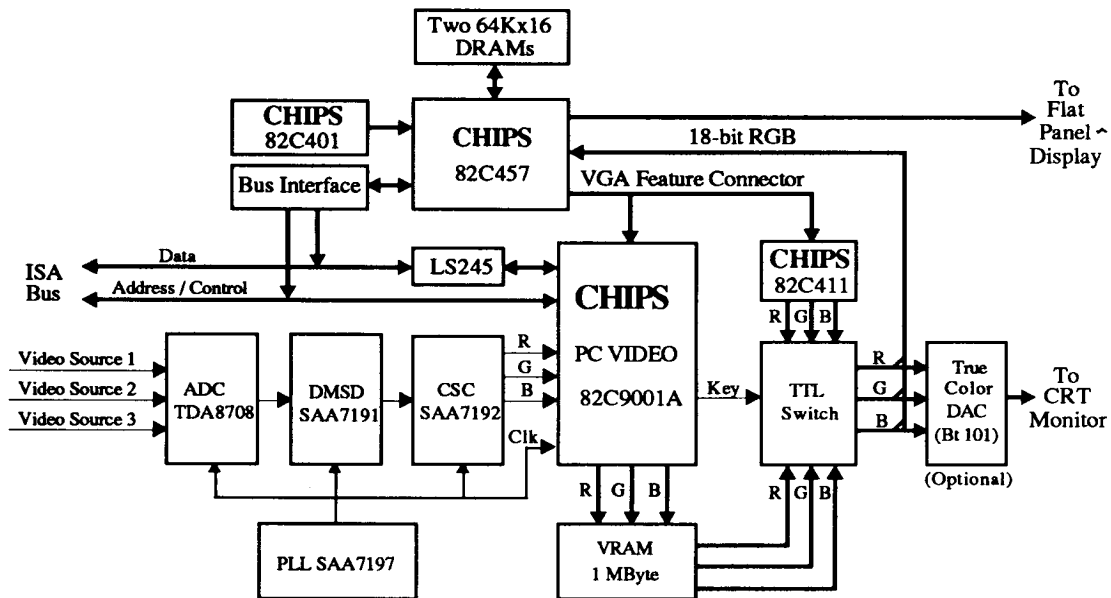 Two 64Kx16
DRAMs
CHIPS
82C401
CHIPS
82C457
To
Flat
Panel
Display
18-bit RGB
Bus Interface
VGA Feature Connector
ISA
Bus
Data
Address / Control
LS245
CHIPS
PC VIDEO
82C9001A
CHIPS
82C411
R G B
Video Source 1
Video Source 2
Video Source 3
ADC
TDA8708
DMSD
SAA7191
CSC
SAA7192
R
G
B
Clk
Key
TTL
Switch
R
G
B
True
Color
DAC
(Bt 101)
(Optional)
To
CRT
Monitor
R G B
R G B
PLL SAA7197
VRAM
1 MByte